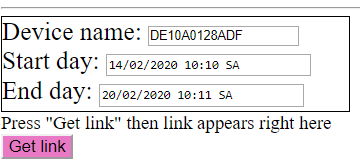 Device name: DE10A0128ADF
Start day: 14/02/2020 10:10 SA
End day: 20/02/2020 10:11 SA
Press "Get link" then link appears right here
Get link